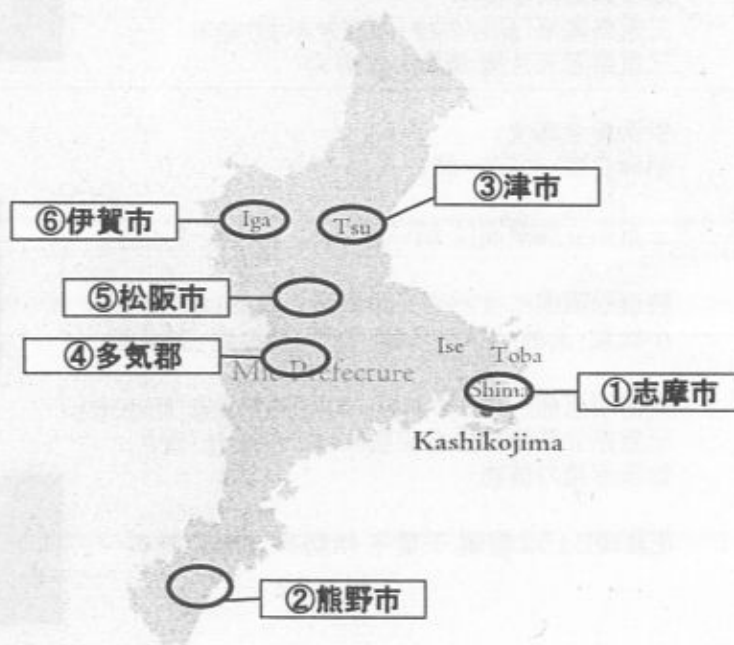 ③津市
⑥伊賀市
Iga
Tsu
⑤松阪市
④多気郡
Ise
Toba
Mie Prefecture
Shima
①志摩市
Kashikojima
②熊野市